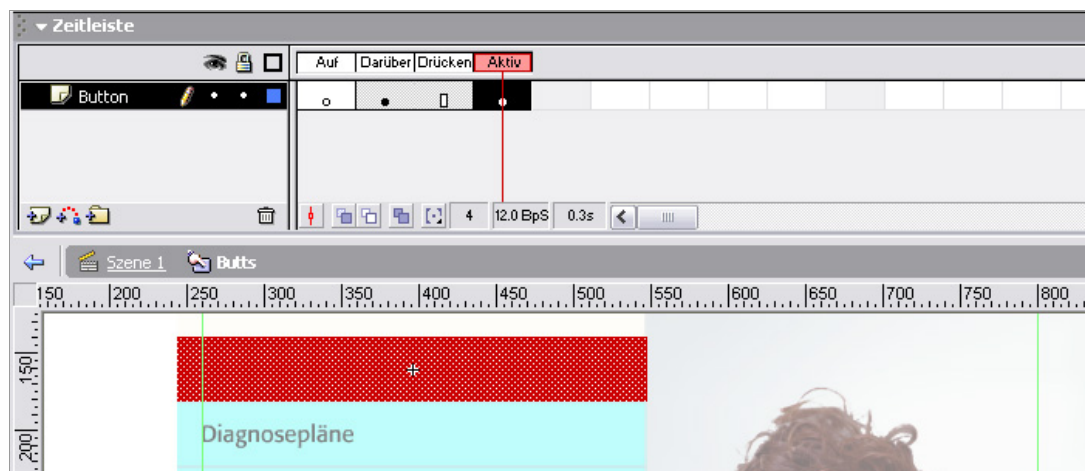 Zeitleiste
Auf Darüber Drücken Aktiv
Button
4 12.0 BpS 0.3s
Szene 1 Butts
150 200 250 300 350 400 450 500 550 600 650 700 750 800
150
200
Diagnosepläne